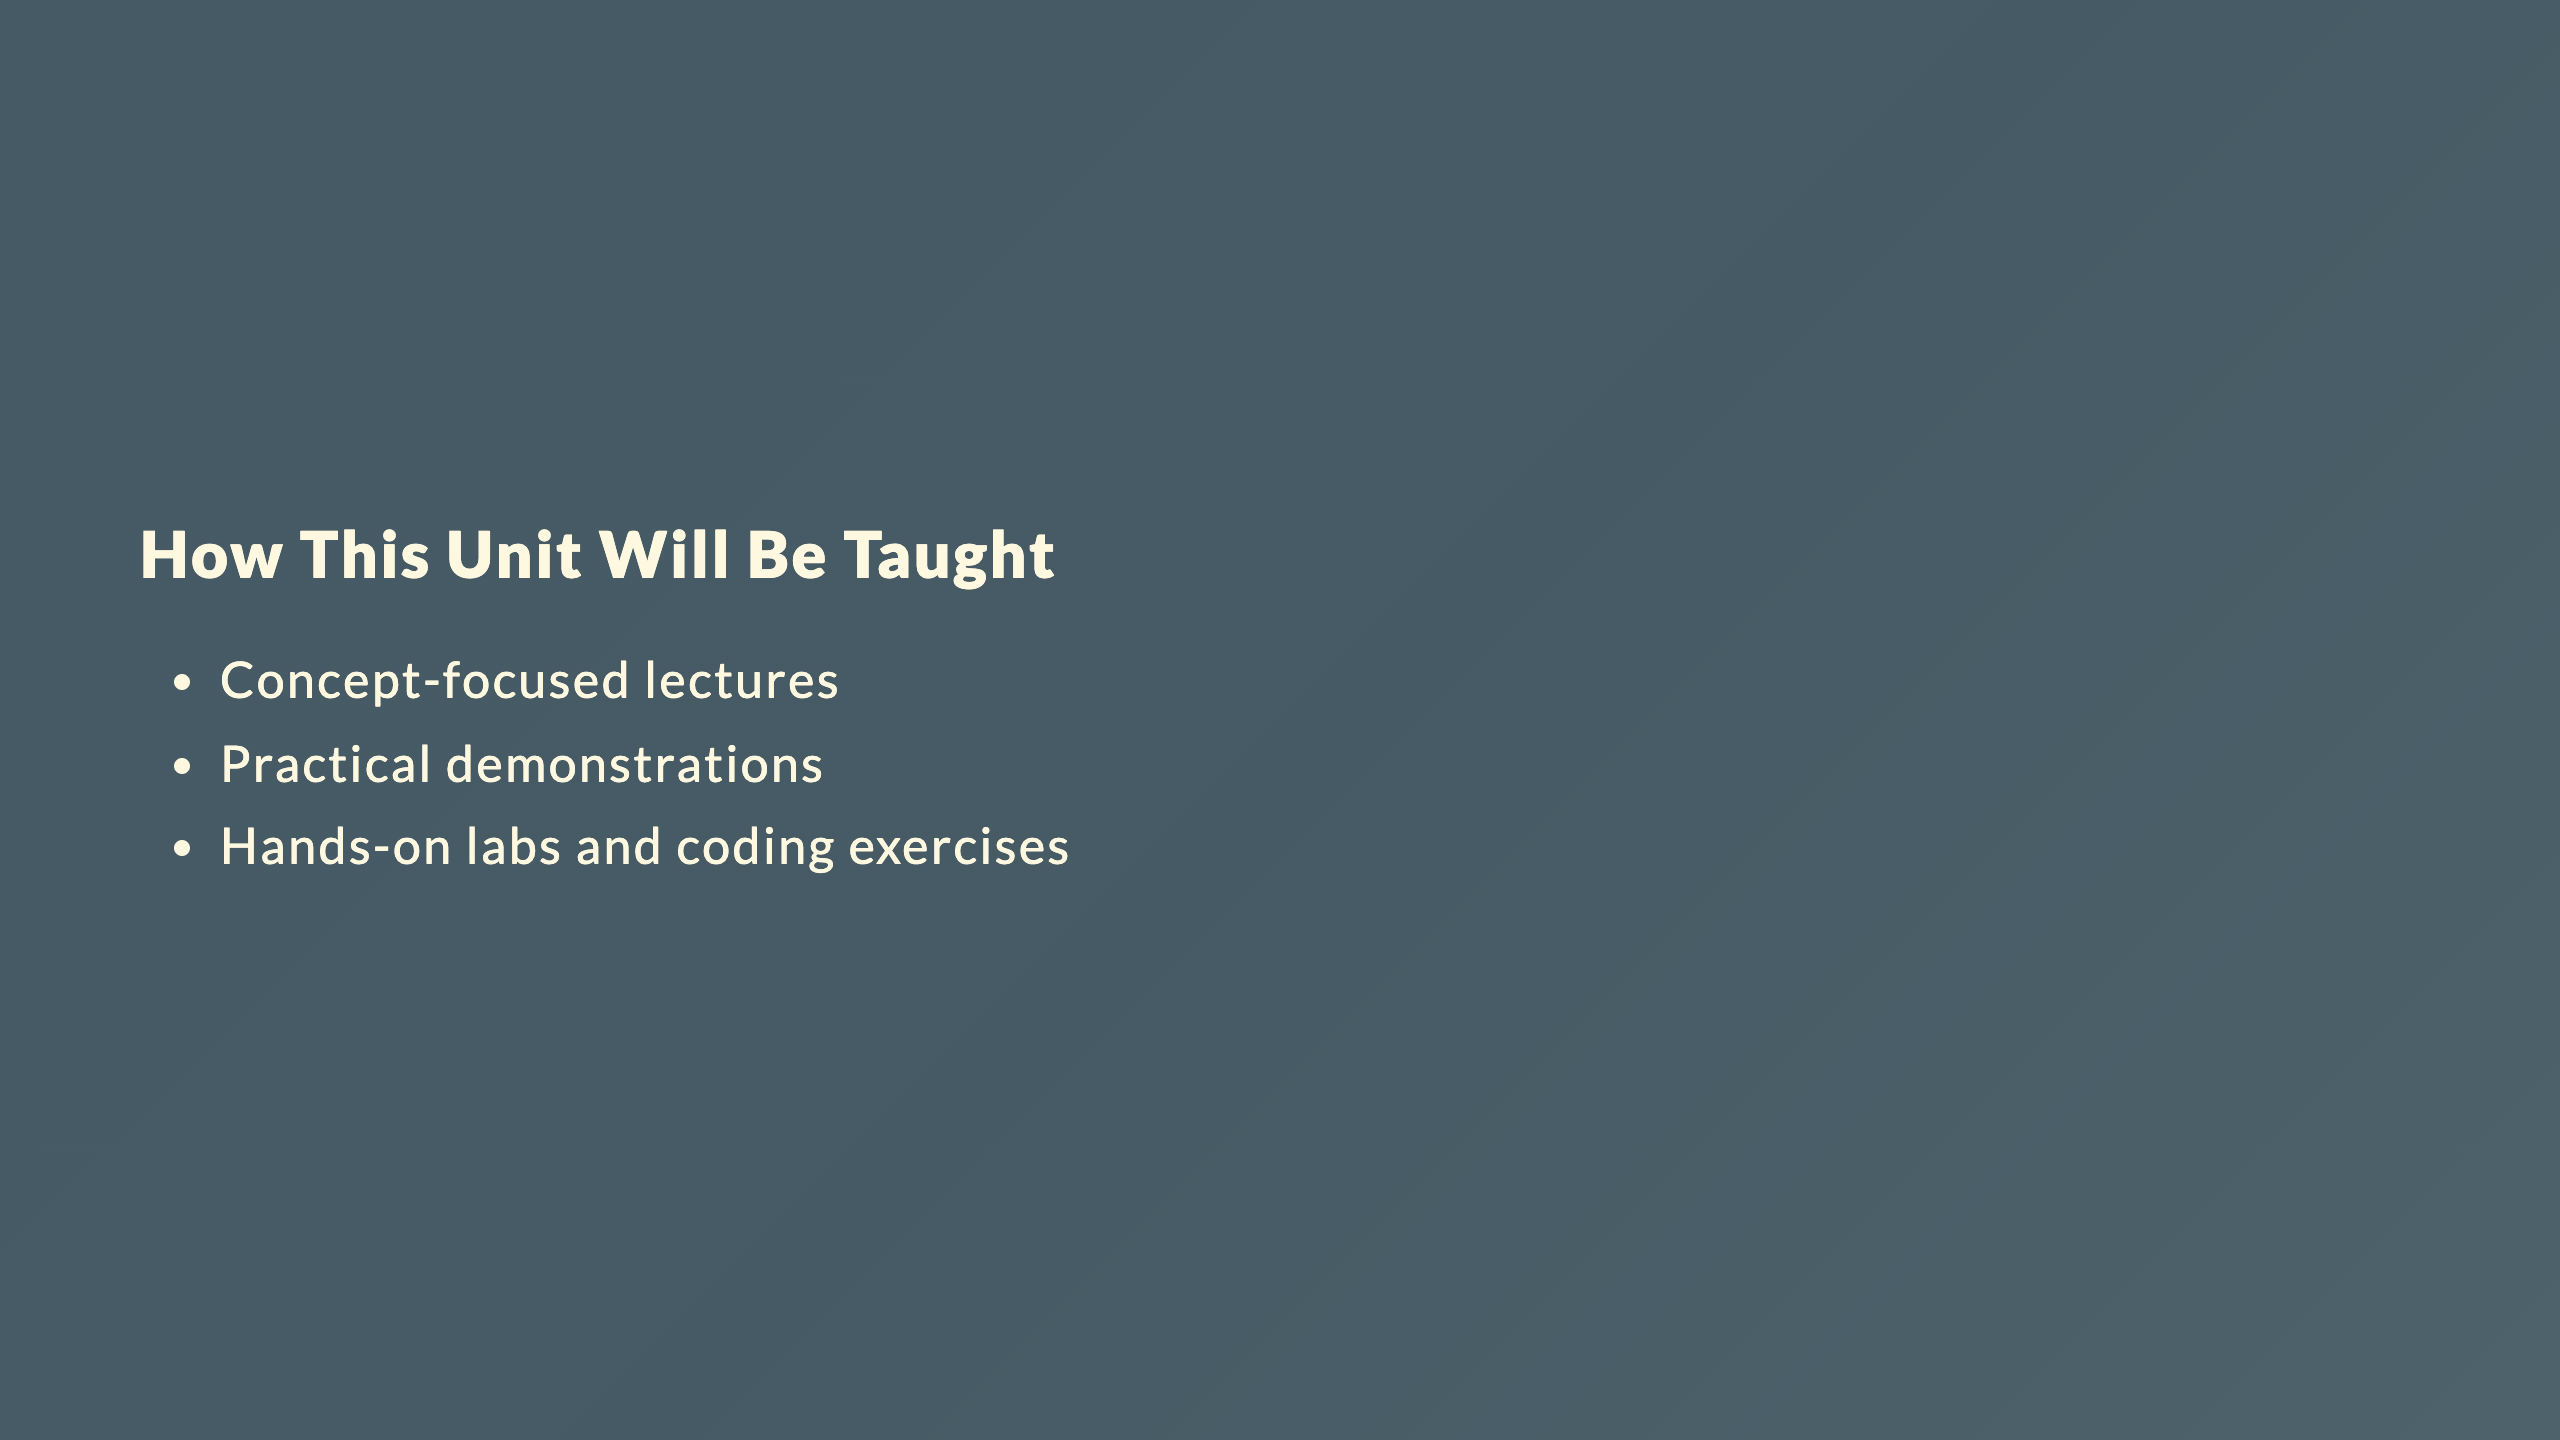 How This Unit Will Be Taught
• Concept-focused lectures
• Practical demonstrations
• Hands-on labs and coding exercises